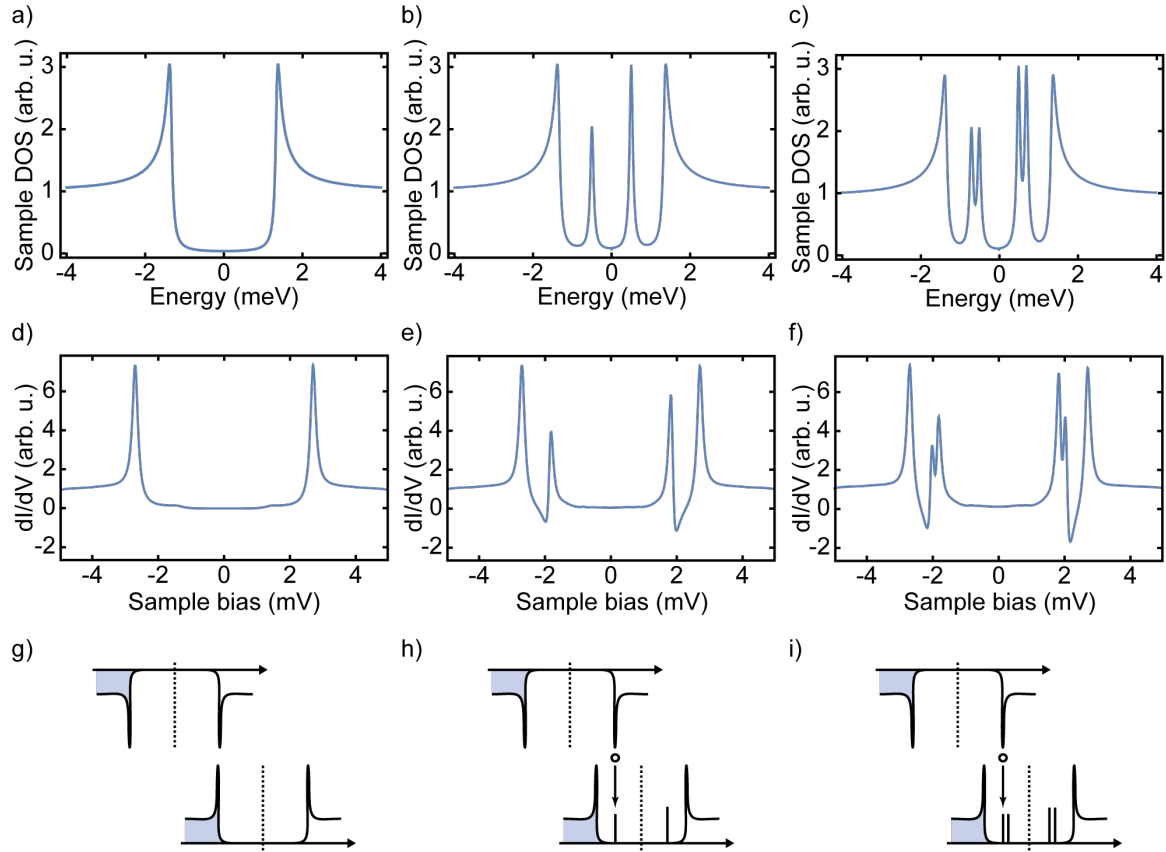 a)
b)
c)
Sample DOS (arb. u.)
3
2
1
0
-4
-2
0
2
4
Energy (meV)
Sample DOS (arb. u.)
3
2
1
0
-4
-2
0
2
4
Energy (meV)
Sample DOS (arb. u.)
3
2
1
0
-4
-2
0
2
4
Energy (meV)
d)
e)
f)
dI/dV (arb. u.)
6
4
2
0
-2
-4
-2
0
2
4
Sample bias (mV)
dI/dV (arb. u.)
6
4
2
0
-2
-4
-2
0
2
4
Sample bias (mV)
dI/dV (arb. u.)
6
4
2
0
-2
-4
-2
0
2
4
Sample bias (mV)
g)
h)
i)